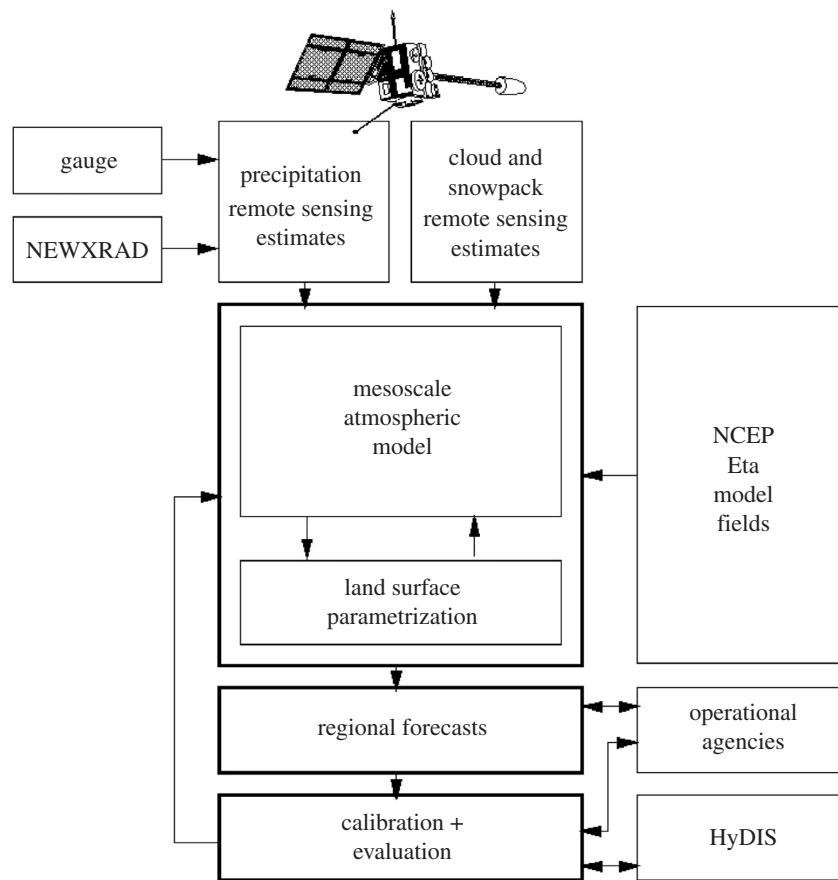 gauge
NEWXRAD
precipitation
remote sensing
estimates
cloud and
snowpack
remote sensing
estimates
mesoscale
atmospheric
model
land surface
parametrization
NCEP
Eta
model
fields
regional forecasts
operational
agencies
calibration +
evaluation
HyDIS